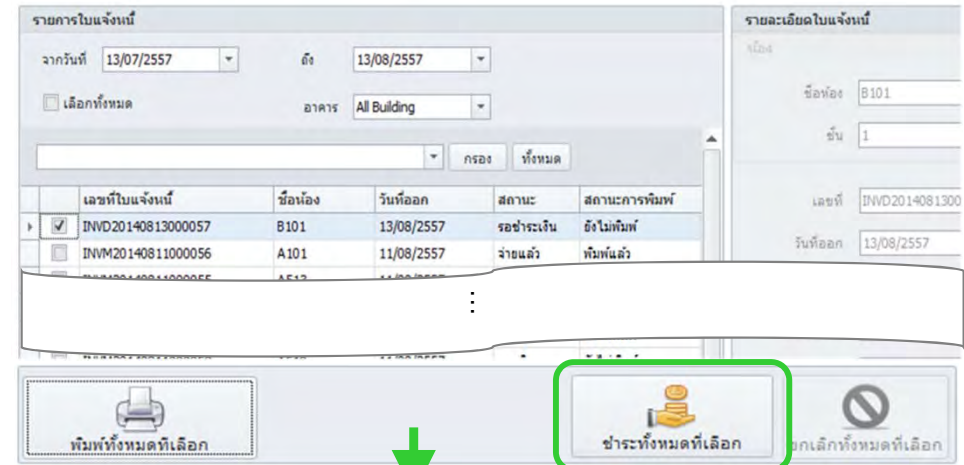 รายการใบแจ้งหนี้
รายละเอียดใบแจ้งหนี้
จากวันที่ 13/07/2557 ถึง 13/08/2557
เลือกทั้งหมด อาคาร All Building
กรอง ทั้งหมด
ชื่อห้อง B101
ชั้น 1
เลขที่ใบแจ้งหนี้ ชื่อห้อง วันที่ออก สถานะ สถานะการพิมพ์
INVD20140813000057 B101 13/08/2557 รอชำระเงิน ยังไม่พิมพ์
INVM20140811000056 A101 11/08/2557 จ่ายแล้ว พิมพ์แล้ว
เลขที่ INVD201408130
วันที่ออก 13/08/2557
⋮
พิมพ์ทั้งหมดที่เลือก
ชำระทั้งหมดที่เลือก
กเลิกทั้งหมดที่เลือก